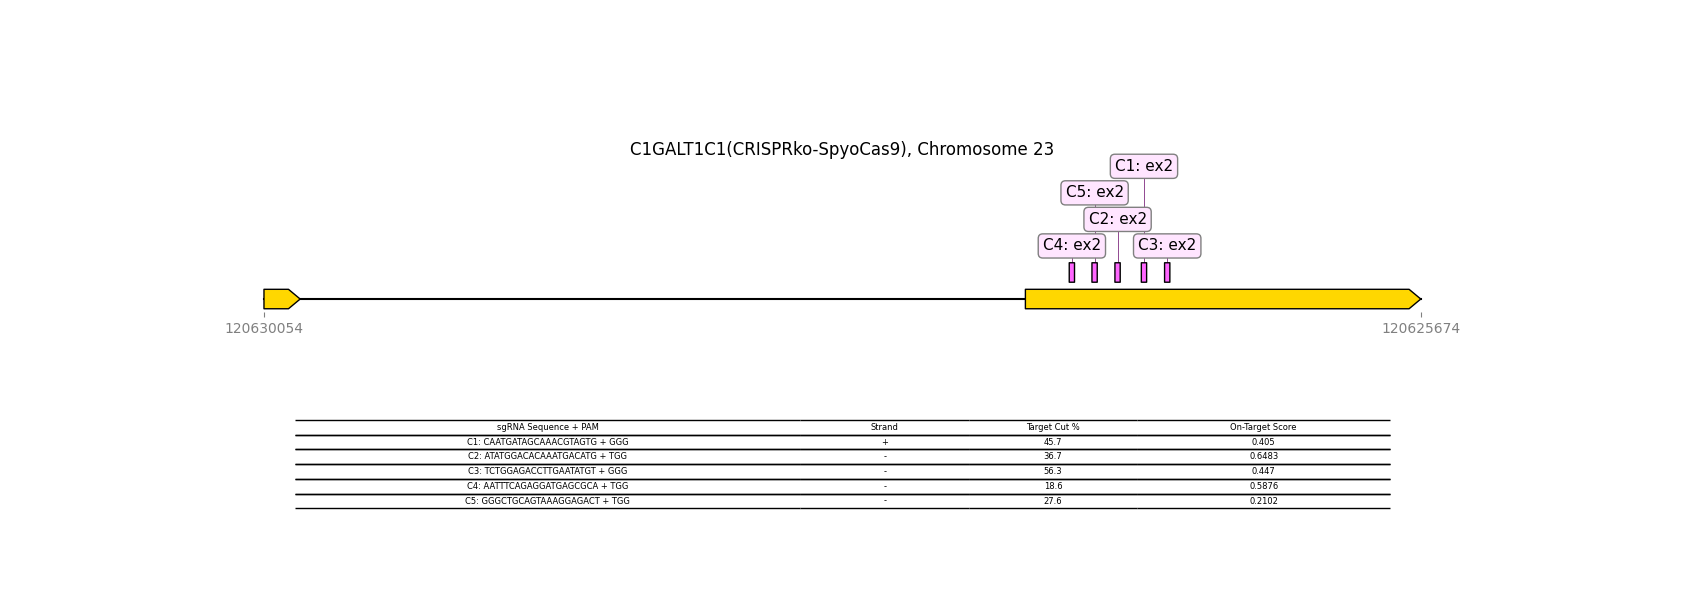 C1GALT1C1(CRISPRko-SpyoCas9), Chromosome 23
C1: ex2
C5: ex2
C2: ex2
C4: ex2 C3: ex2
120630054 120625674
sgRNA Sequence + PAM Strand Target Cut % On-Target Score
C1: CAATGATAGCAAACGTAGTG + GGG + 45.7 0.405
C2: ATATGGACACAAATGACATG + TGG - 36.7 0.6483
C3: TCTGGAGACCTTGAATATGT + GGG - 56.3 0.447
C4: AATTTCAGAGGATGAGCGCA + TGG - 18.6 0.5876
C5: GGGCTGCAGTAAAGGAGACT + TGG - 27.6 0.2102